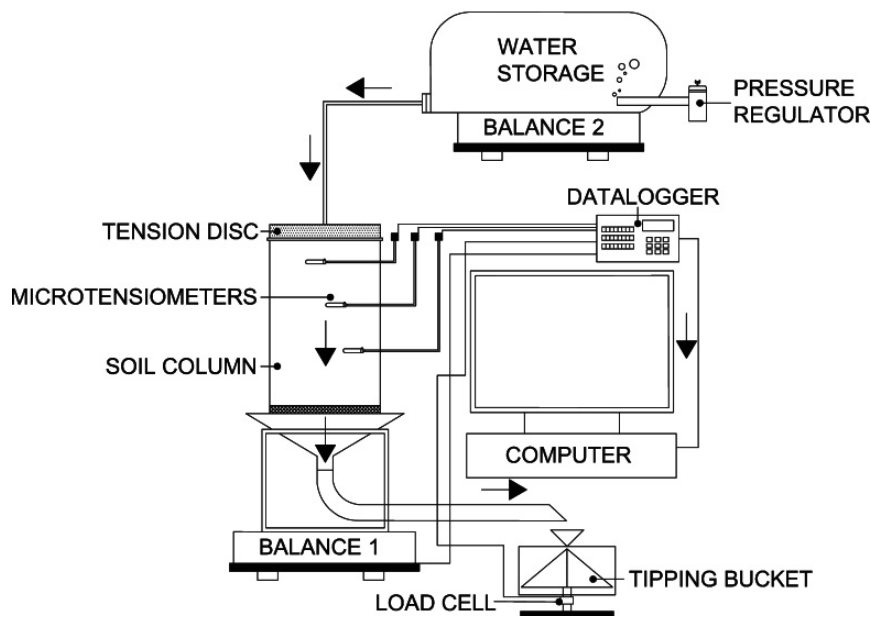 WATER
STORAGE
PRESSURE
REGULATOR
BALANCE 2
DATALOGGER
TENSION DISC
MICROTENSIOMETERS
SOIL COLUMN
COMPUTER
BALANCE 1
TIPPING BUCKET
LOAD CELL